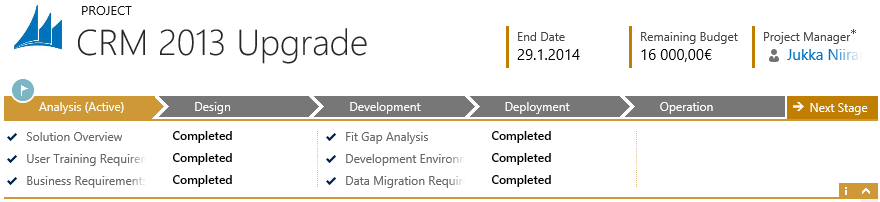 PROJECT
CRM 2013 Upgrade
End Date
29.1.2014
Remaining Budget
16 000,00€
Project Manager*
Jukka Niira
Analysis (Active)
Design
Development
Deployment
Operation
Next Stage
Solution Overview Completed Fit Gap Analysis Completed
User Training Requirem Completed Development Environm Completed
Business Requirements Completed Data Migration Requir Completed